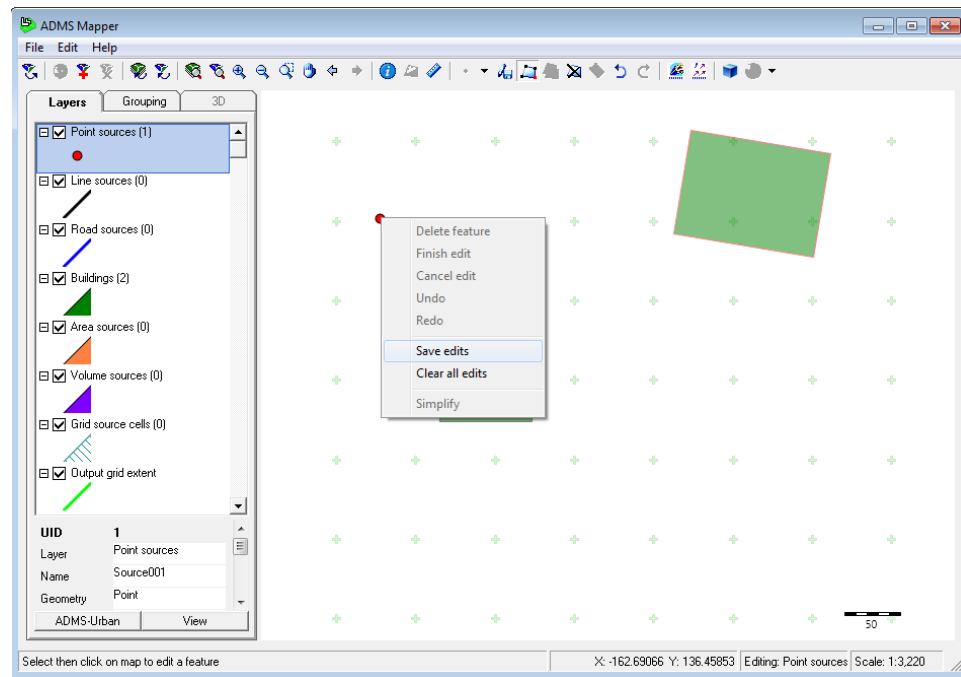 ADMS Mapper
File Edit Help
Layers Grouping 3D
Point sources (1)
Line sources (0)
Road sources (0)
Buildings (2)
Area sources (0)
Volume sources (0)
Grid source cells (0)
Output grid extent
UID 1
Layer Point sources
Name Source001
Geometry Point
ADMS-Urban View
Delete feature
Finish edit
Cancel edit
Undo
Redo
Save edits
Clear all edits
Simplify
50
Select then click on map to edit a feature X: -162.69066 Y: 136.45853 Editing: Point sources Scale: 1:3,220